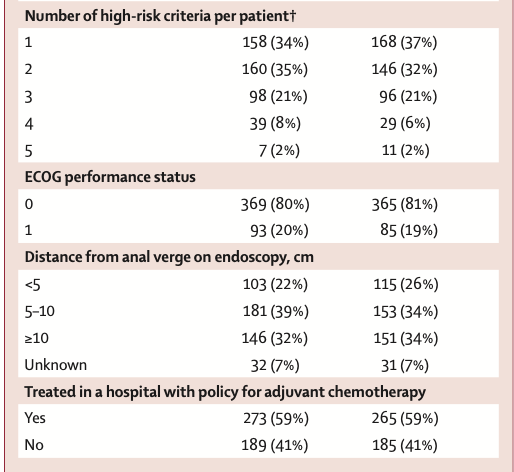 Number of high-risk criteria per patient†
1 158 (34%) 168 (37%)
2 160 (35%) 146 (32%)
3 98 (21%) 96 (21%)
4 39 (8%) 29 (6%)
5 7 (2%) 11 (2%)
ECOG performance status
0 369 (80%) 365 (81%)
1 93 (20%) 85 (19%)
Distance from anal verge on endoscopy, cm
<5 103 (22%) 115 (26%)
5–10 181 (39%) 153 (34%)
≥10 146 (32%) 151 (34%)
Unknown 32 (7%) 31 (7%)
Treated in a hospital with policy for adjuvant chemotherapy
Yes 273 (59%) 265 (59%)
No 189 (41%) 185 (41%)